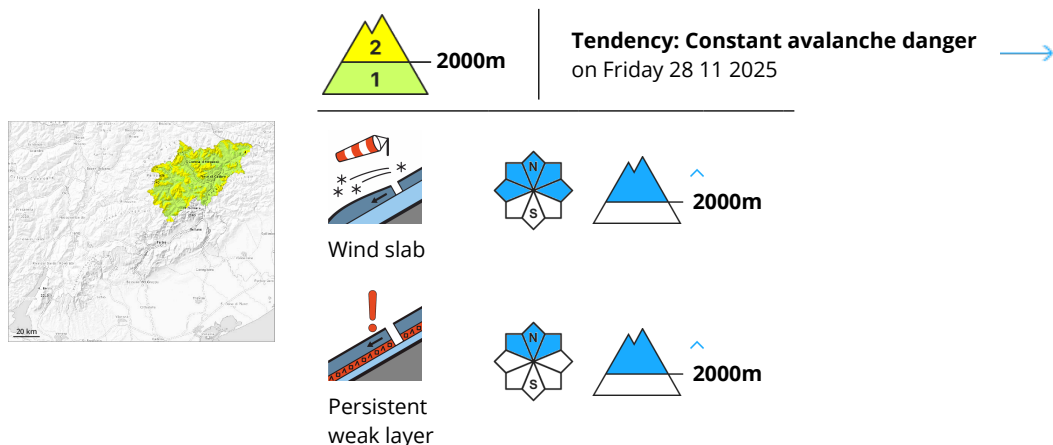 2
1
2000m
Tendency: Constant avalanche danger
on Friday 28 11 2025
20 km
N
S
2000m
Wind slab
N
S
2000m
Persistent
weak layer